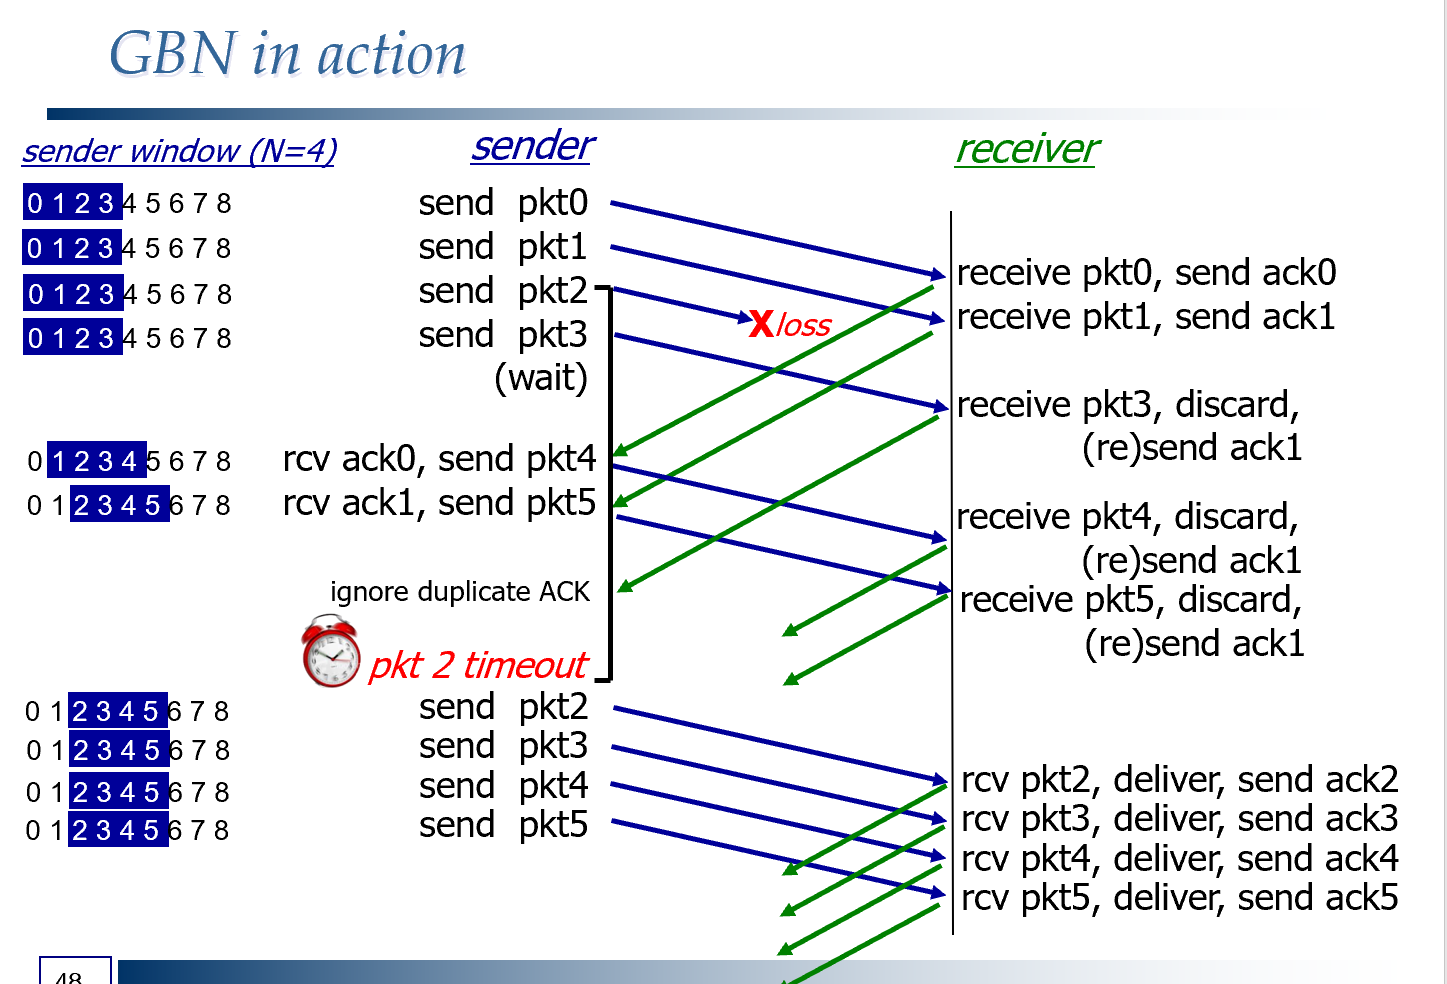 GBN in action
sender window (N=4)
sender
receiver
0 1 2 3 4 5 6 7 8
send pkt0
0 1 2 3 4 5 6 7 8
send pkt1
0 1 2 3 4 5 6 7 8
send pkt2
0 1 2 3 4 5 6 7 8
send pkt3
(wait)
X loss
receive pkt0, send ack0
receive pkt1, send ack1
receive pkt3, discard,
(re)send ack1
0 1 2 3 4 5 6 7 8
rcv ack0, send pkt4
0 1 2 3 4 5 6 7 8
rcv ack1, send pkt5
receive pkt4, discard,
(re)send ack1
ignore duplicate ACK
receive pkt5, discard,
(re)send ack1
pkt 2 timeout
0 1 2 3 4 5 6 7 8
send pkt2
0 1 2 3 4 5 6 7 8
send pkt3
0 1 2 3 4 5 6 7 8
send pkt4
0 1 2 3 4 5 6 7 8
send pkt5
rcv pkt2, deliver, send ack2
rcv pkt3, deliver, send ack3
rcv pkt4, deliver, send ack4
rcv pkt5, deliver, send ack5
48